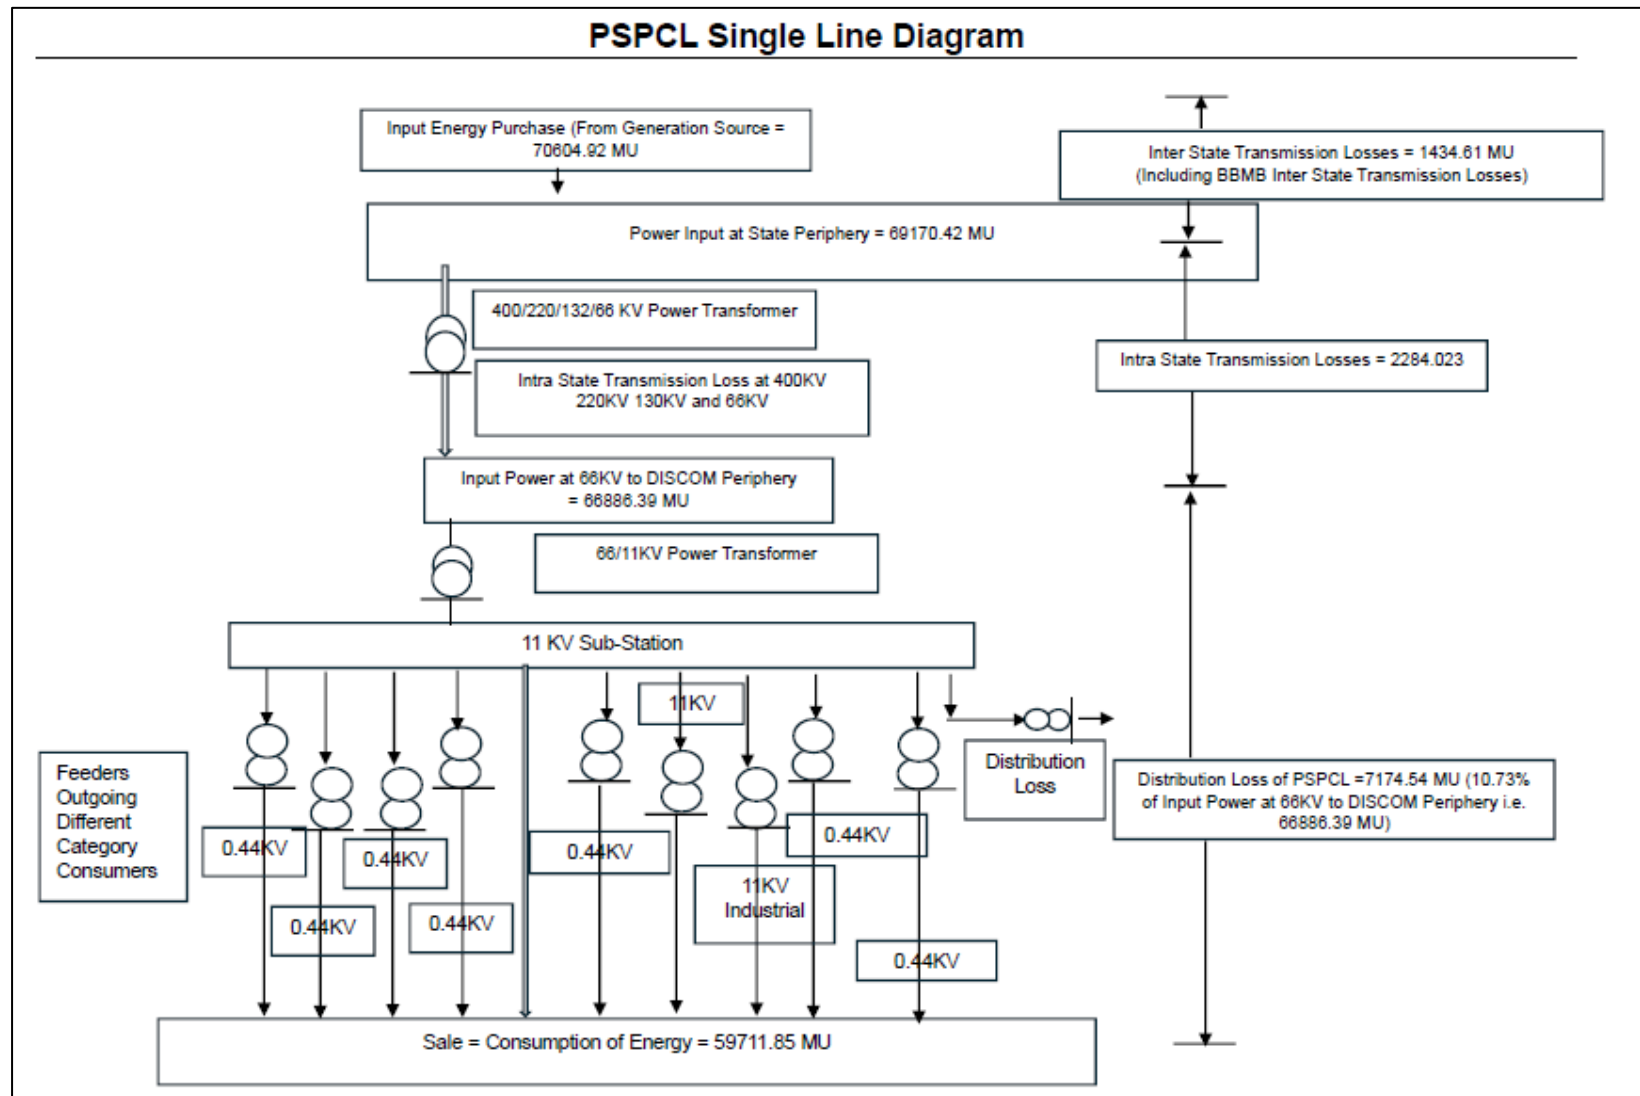 PSPCL Single Line Diagram
Input Energy Purchase (From Generation Source =
70604.92 MU
Inter State Transmission Losses = 1434.61 MU
(Including BBMB Inter State Transmission Losses)
Power Input at State Periphery = 69170.42 MU
400/220/132/66 KV Power Transformer
Intra State Transmission Losses = 2284.023
Intra State Transmission Loss at 400KV
220KV 130KV and 66KV
Input Power at 66KV to DISCOM Periphery
= 66886.39 MU
66/11KV Power Transformer
11 KV Sub-Station
11KV
Distribution
Loss
Feeders
Outgoing
Different
Category
Consumers
Distribution Loss of PSPCL =7174.54 MU (10.73%
of Input Power at 66KV to DISCOM Periphery i.e.
66886.39 MU)
0.44KV
0.44KV
0.44KV
0.44KV
0.44KV
0.44KV
11KV
Industrial
0.44KV
Sale = Consumption of Energy = 59711.85 MU